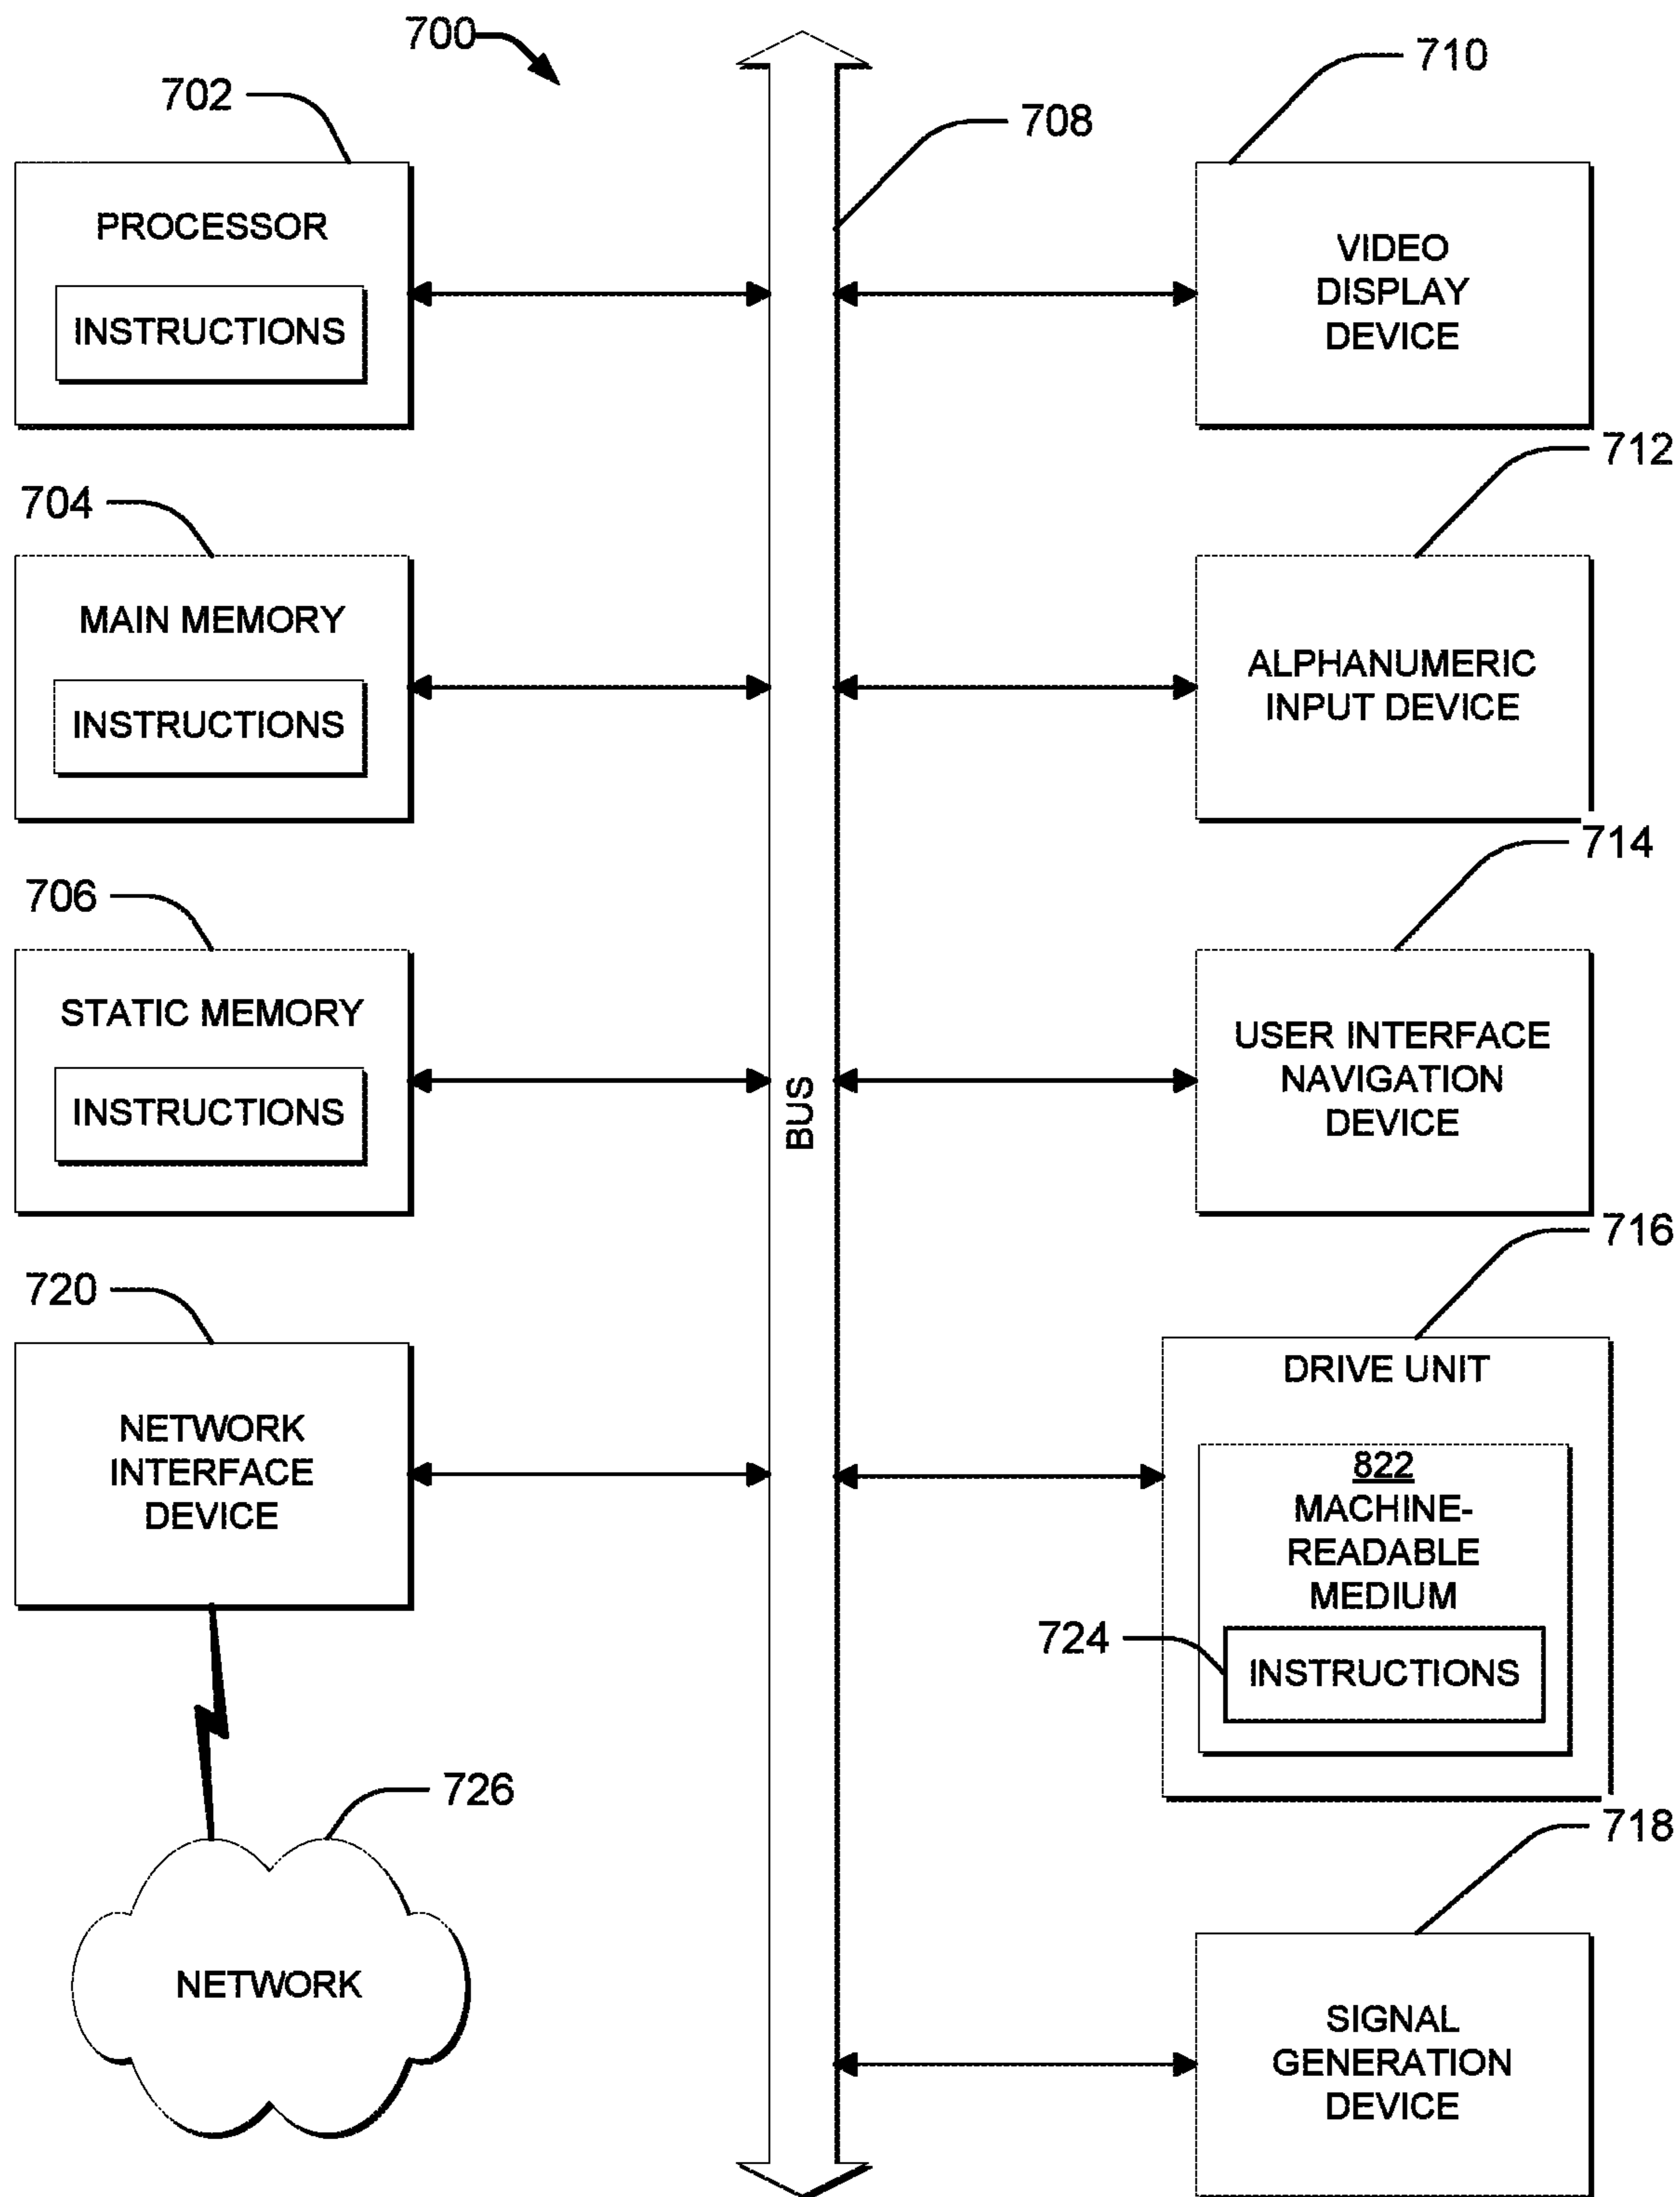 700
702
PROCESSOR
INSTRUCTIONS
704
MAIN MEMORY
INSTRUCTIONS
706
STATIC MEMORY
INSTRUCTIONS
720
NETWORK
INTERFACE
DEVICE
726
NETWORK
708
BUS
710
VIDEO
DISPLAY
DEVICE
712
ALPHANUMERIC
INPUT DEVICE
714
USER INTERFACE
NAVIGATION
DEVICE
716
DRIVE UNIT
822
MACHINE-
READABLE
MEDIUM
724
INSTRUCTIONS
718
SIGNAL
GENERATION
DEVICE